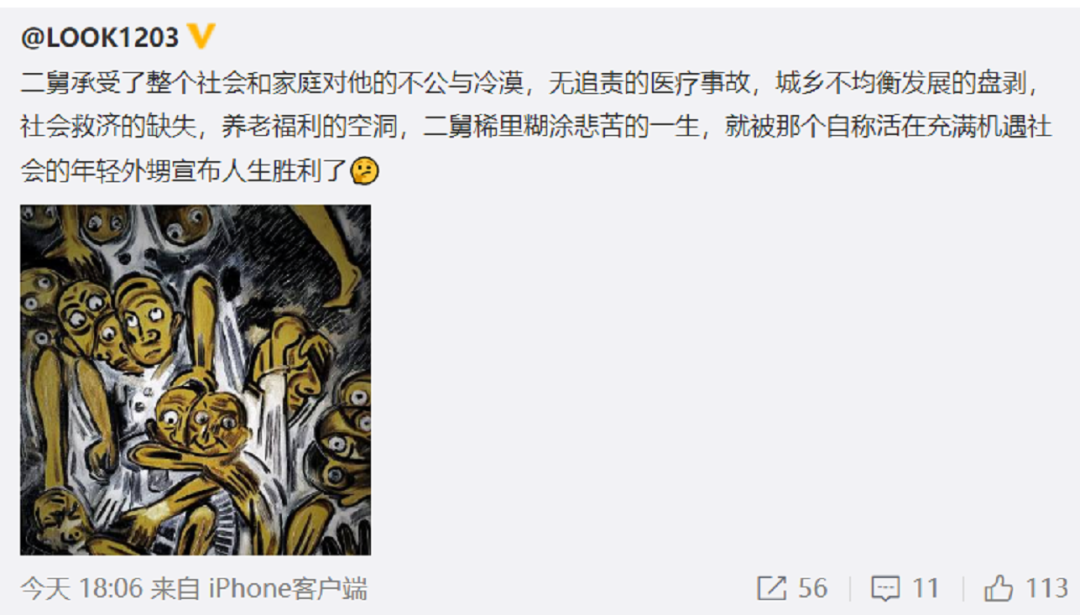 @LOOK1203
二舅承受了整个社会和家庭对他的不公与冷漠，无追责的医疗事故，城乡不均衡发展的盘剥，
社会救济的缺失，养老福利的空洞，二舅稀里糊涂悲苦的一生，就被那个自称活在充满机遇社
会的年轻外甥宣布人生胜利了🤔
今天 18:06 来自 iPhone客户端 56 11 113